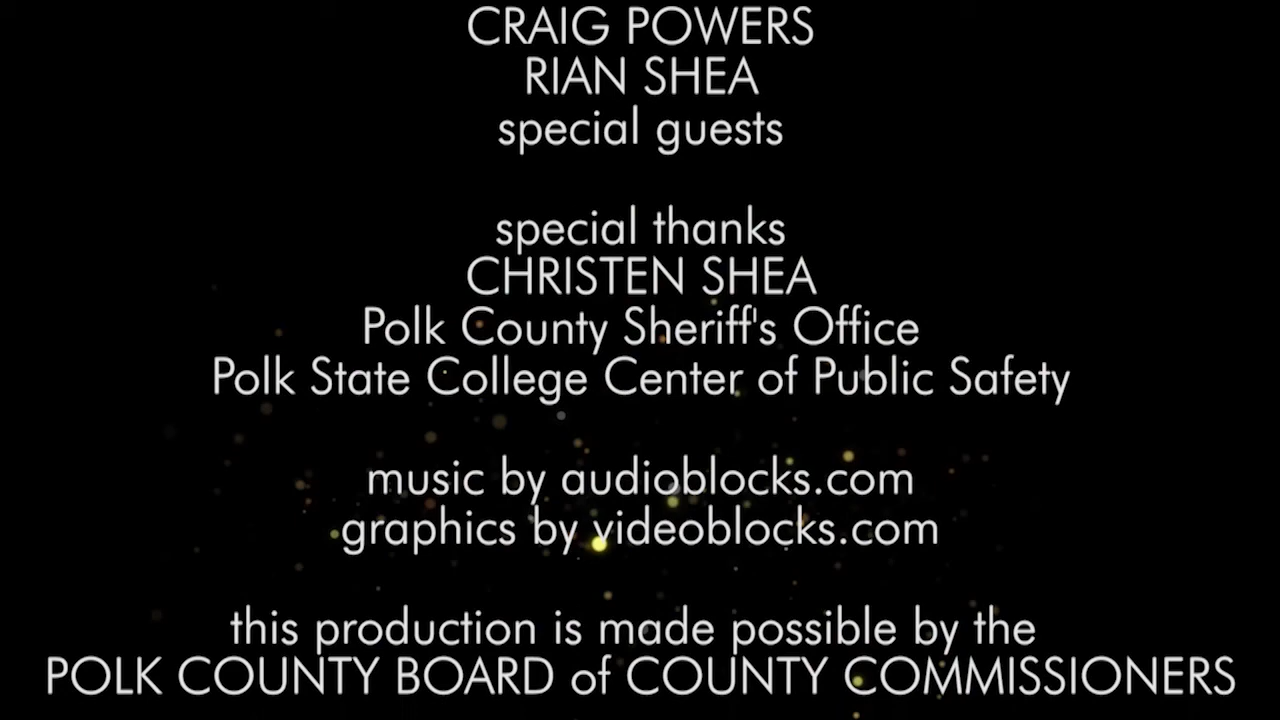 CRAIG POWERS
RIAN SHEA
special guests
special thanks
CHRISTEN SHEA
Polk County Sheriff's Office
Polk State College Center of Public Safety
music by audioblocks.com
graphics by videoblocks.com
this production is made possible by the
POLK COUNTY BOARD of COUNTY COMMISSIONERS